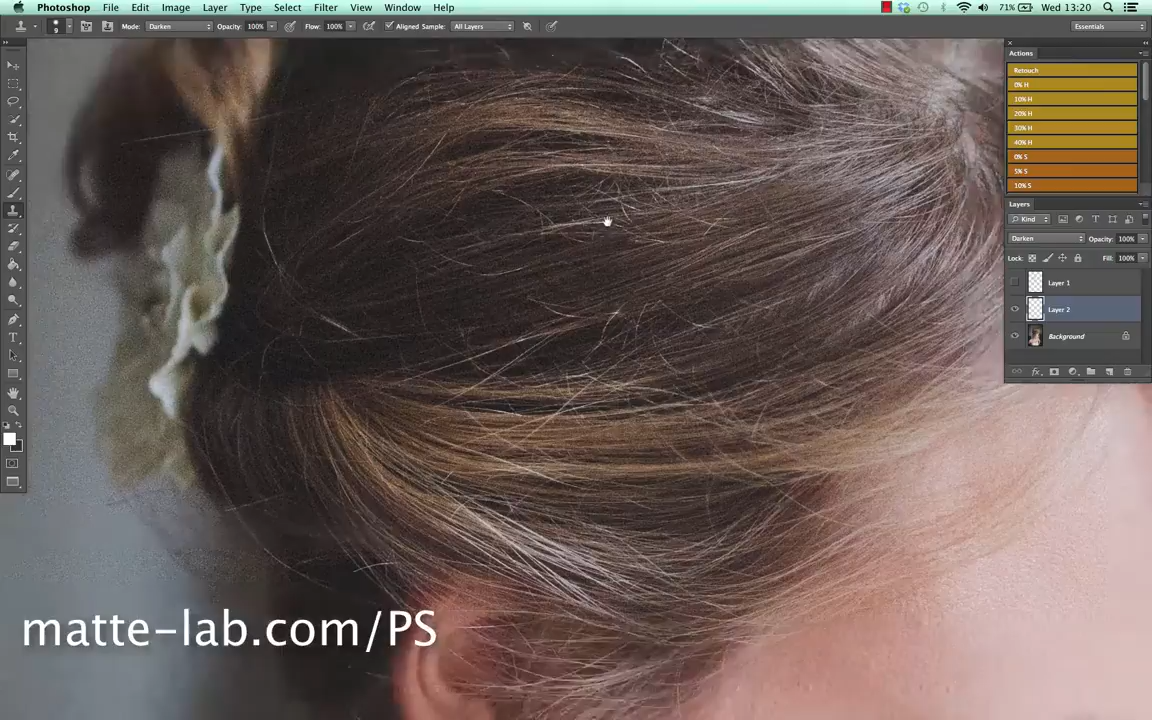 Photoshop File Edit Image Layer Type Select Filter View Window Help 71% Wed 13:20
9 Mode: Darken Opacity: 100% Flow: 100% Aligned Sample: All Layers Essentials
Actions
Retouch
0% H
10% H
20% H
30% H
40% H
0% S
5% S
10% S
Layers
Kind
Darken Opacity: 100%
Lock: Fill: 100%
Layer 1
Layer 2
Background
matte-lab.com/PS